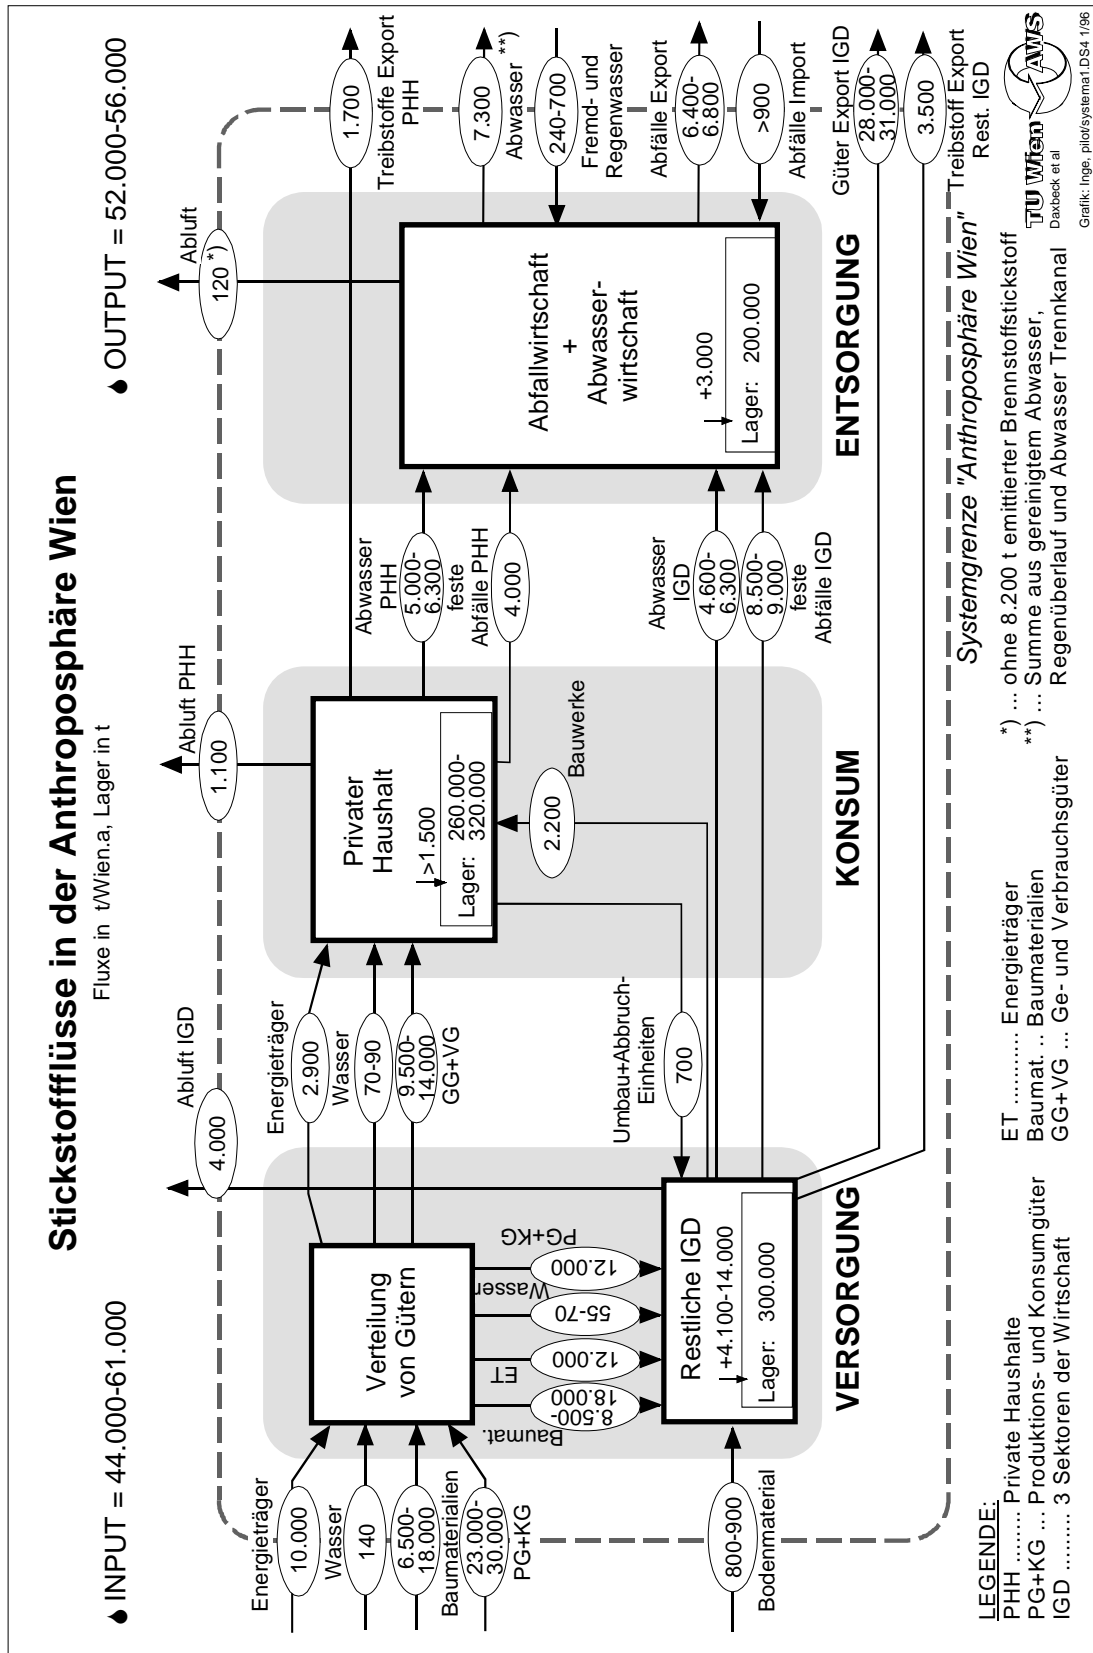 Stickstoffflüsse in der Anthroposphäre Wien
Fluxe in t/Wien.a, Lager in t
INPUT = 44.000-61.000
OUTPUT = 52.000-56.000
Abluft IGD
4.000
Abluft PHH
1.100
Abluft
120 *)
Energieträger
10.000
Wasser
140
6.500-
18.000
Baumaterialien
23.000-
30.000
PG+KG
800-900
Bodenmaterial
Verteilung
von Gütern
Baumat.
8.500-
18.000
ET
12.000
55-70
Wasser
12.000
PG+KG
Restliche IGD
+4.100-14.000
Lager: 300.000
VERSORGUNG
Energieträger
2.900
Wasser
70-90
9.500-
14.000
GG+VG
Umbau+Abbruch-
Einheiten
700
Privater
Haushalt
>1.500
Lager: 260.000-
320.000
2.200
Bauwerke
KONSUM
Abwasser
PHH
5.000-
6.300
feste
Abfälle PHH
4.000
Abwasser
IGD
4.600-
6.300
8.500-
9.000
feste
Abfälle IGD
Abfallwirtschaft
+
Abwasser-
wirtschaft
+3.000
Lager: 200.000
ENTSORGUNG
1.700
Treibstoffe Export
PHH
7.300
Abwasser **)
240-700
Fremd- und
Regenwasser
Abfälle Export
6.400-
6.800
>900
Abfälle Import
Güter Export IGD
28.000-
31.000
3.500
Treibstoff Export
Rest. IGD
Systemgrenze "Anthroposphäre Wien"
LEGENDE:
PHH ........ Private Haushalte
PG+KG ... Produktions- und Konsumgüter
IGD .......... 3 Sektoren der Wirtschaft
ET ............ Energieträger
Baumat. .. Baumaterialien
GG+VG ... Ge- und Verbrauchsgüter
*) ... ohne 8.200 t emittierter Brennstoffstickstoff
**) ... Summe aus gereinigtem Abwasser,
Regenüberlauf und Abwasser Trennkanal
TU Wien AWS
Daxbeck et al
Grafik: Inge, pilot/systema1.DS4 1/96